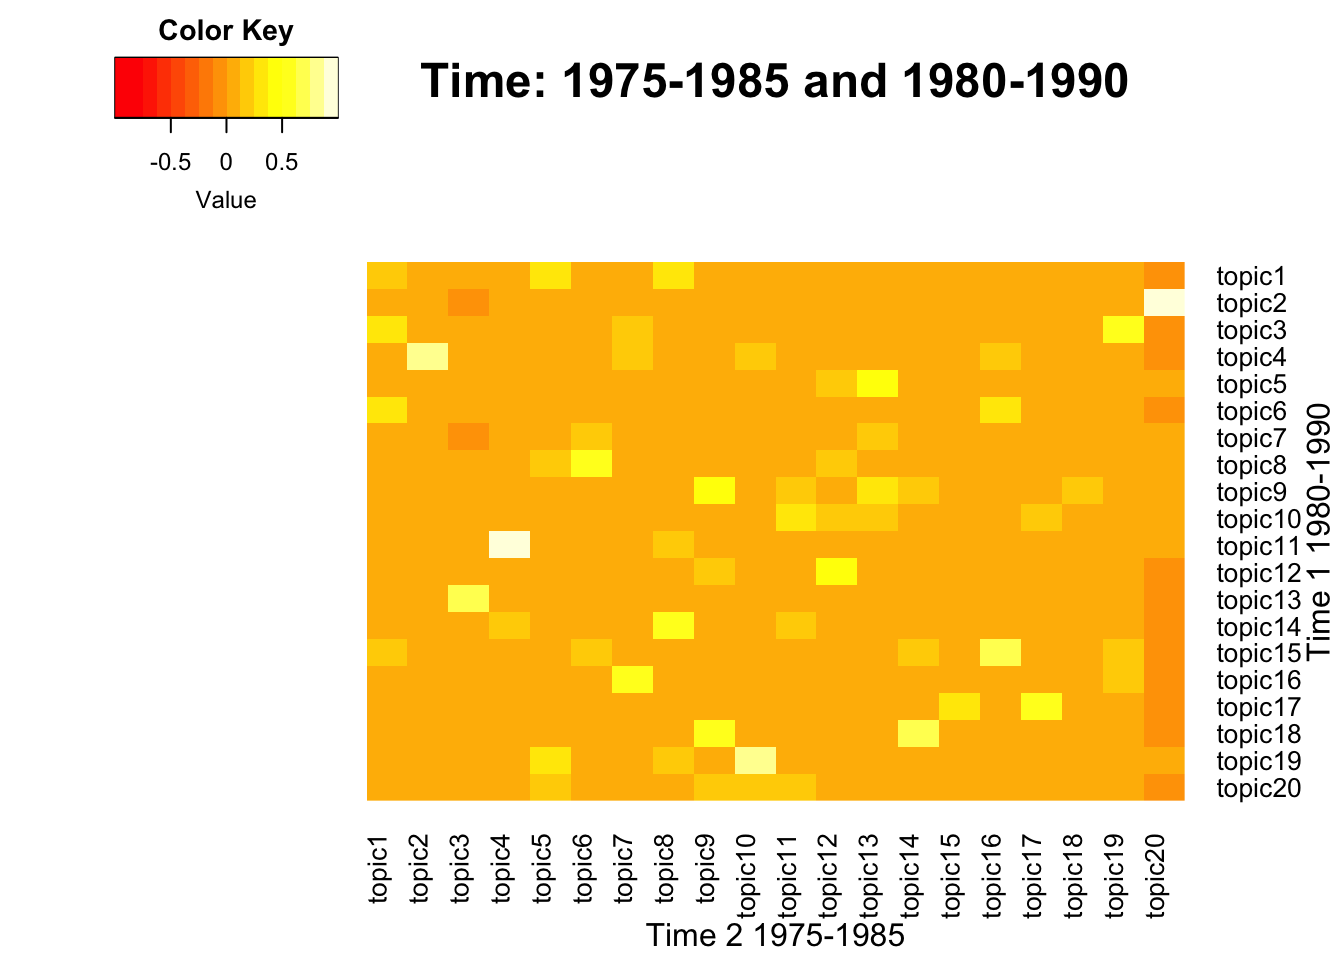 Color Key
-0.5 0 0.5
Value
Time: 1975-1985 and 1980-1990
topic1
topic2
topic3
topic4
topic5
topic6
topic7
topic8
topic9
topic10
topic11
topic12
topic13
topic14
topic15
topic16
topic17
topic18
topic19
topic20
Time 1 1980-1990
topic1
topic2
topic3
topic4
topic5
topic6
topic7
topic8
topic9
topic10
topic11
topic12
topic13
topic14
topic15
topic16
topic17
topic18
topic19
topic20
Time 2 1975-1985